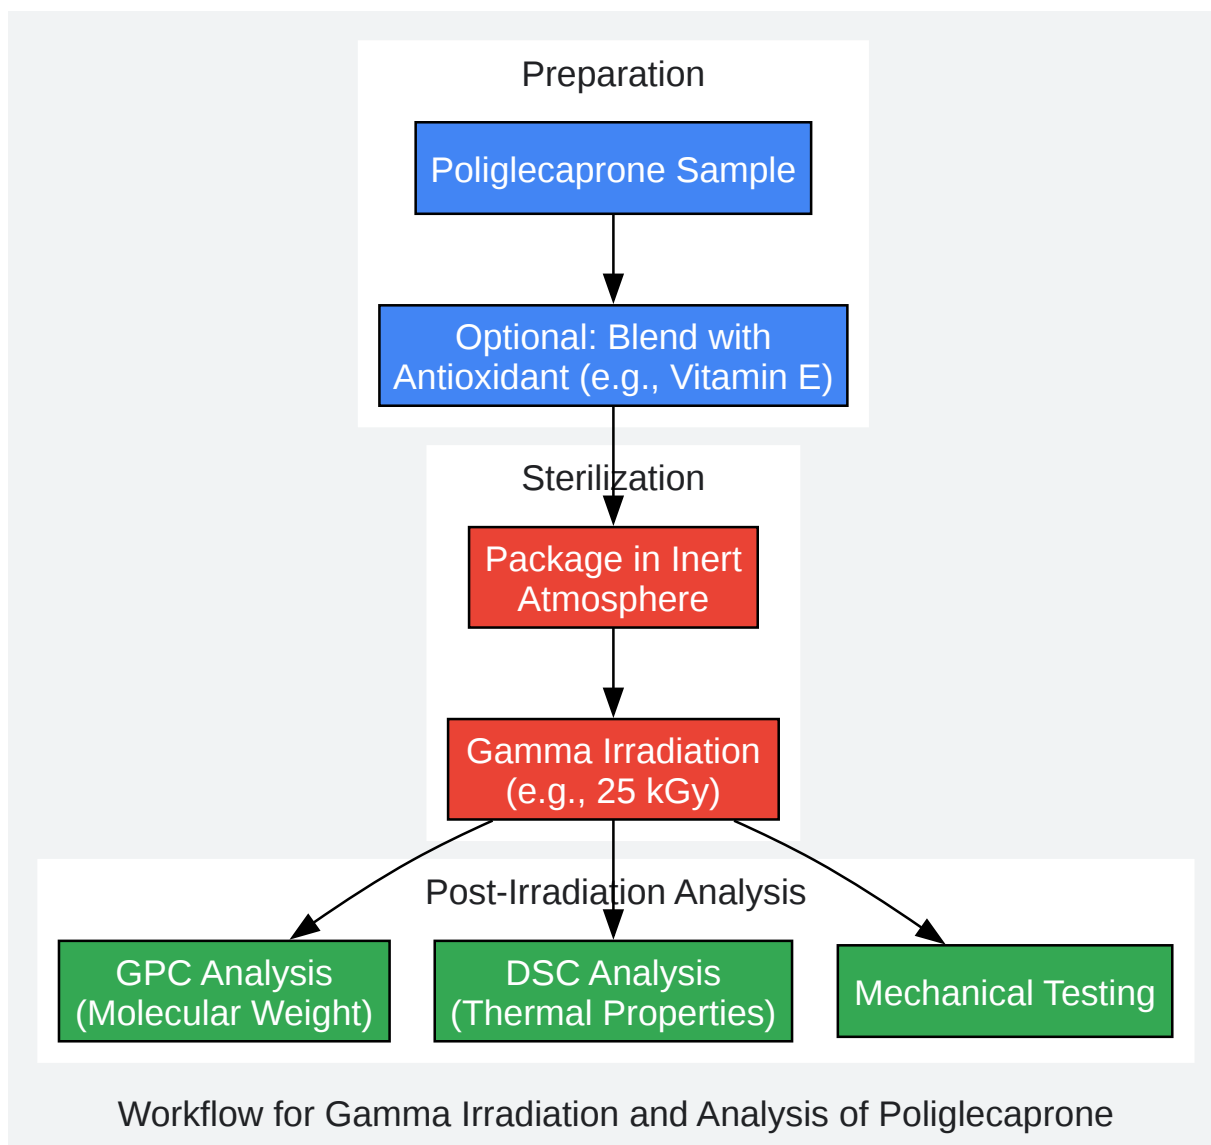 Preparation
Poliglecaprone Sample
Optional: Blend with
Antioxidant (e.g., Vitamin E)
Sterilization
Package in Inert
Atmosphere
Gamma Irradiation
(e.g., 25 kGy)
Post-Irradiation Analysis
GPC Analysis
(Molecular Weight)
DSC Analysis
(Thermal Properties)
Mechanical Testing
Workflow for Gamma Irradiation and Analysis of Poliglecaprone